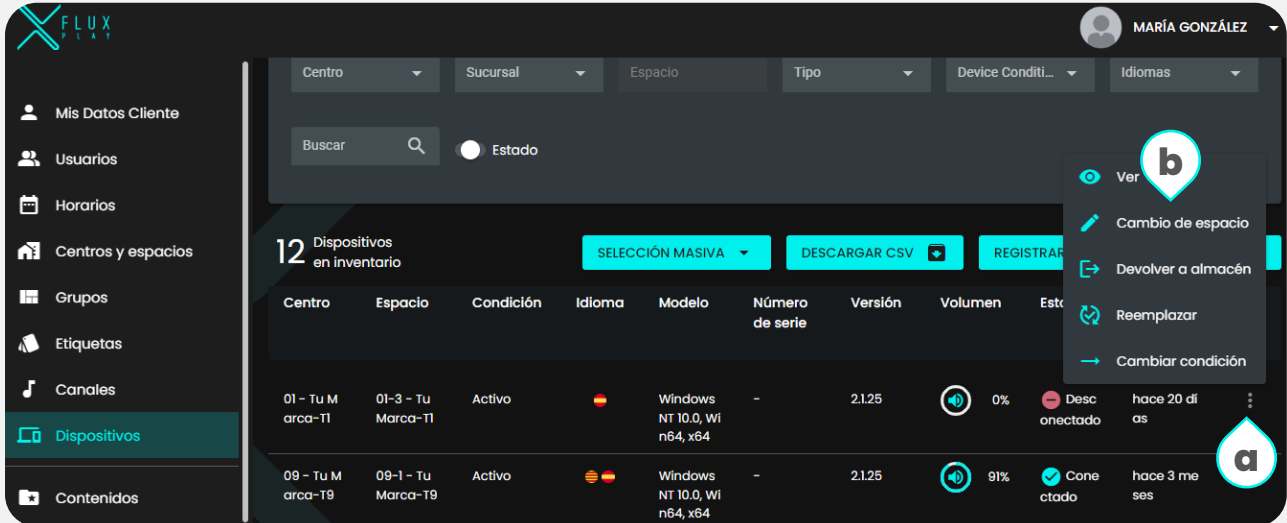 FLUX
PLAY
MARÍA GONZÁLEZ
Mis Datos Cliente
Usuarios
Horarios
Centros y espacios
Grupos
Etiquetas
Canales
Dispositivos
Contenidos
Centro
Sucursal
Espacio
Tipo
Device Conditi...
Idiomas
Buscar
Estado
b
Ver
Cambio de espacio
Devolver a almacén
Reemplazar
Cambiar condición
12 Dispositivos
en inventario
SELECCIÓN MASIVA
DESCARGAR CSV
REGISTRAR
Centro Espacio Condición Idioma Modelo Número Versión Volumen Esta
de serie
01 - Tu M 01-3 - Tu Activo Windows - 2.1.25 0% Desc hace 20 dí
arca-T1 Marca-T1 NT 10.0, Wi onectado as
n64, x64
a
09 - Tu M 09-1 - Tu Activo Windows - 2.1.25 91% Cone hace 3 me
arca-T9 Marca-T9 NT 10.0, Wi ctado ses
n64, x64